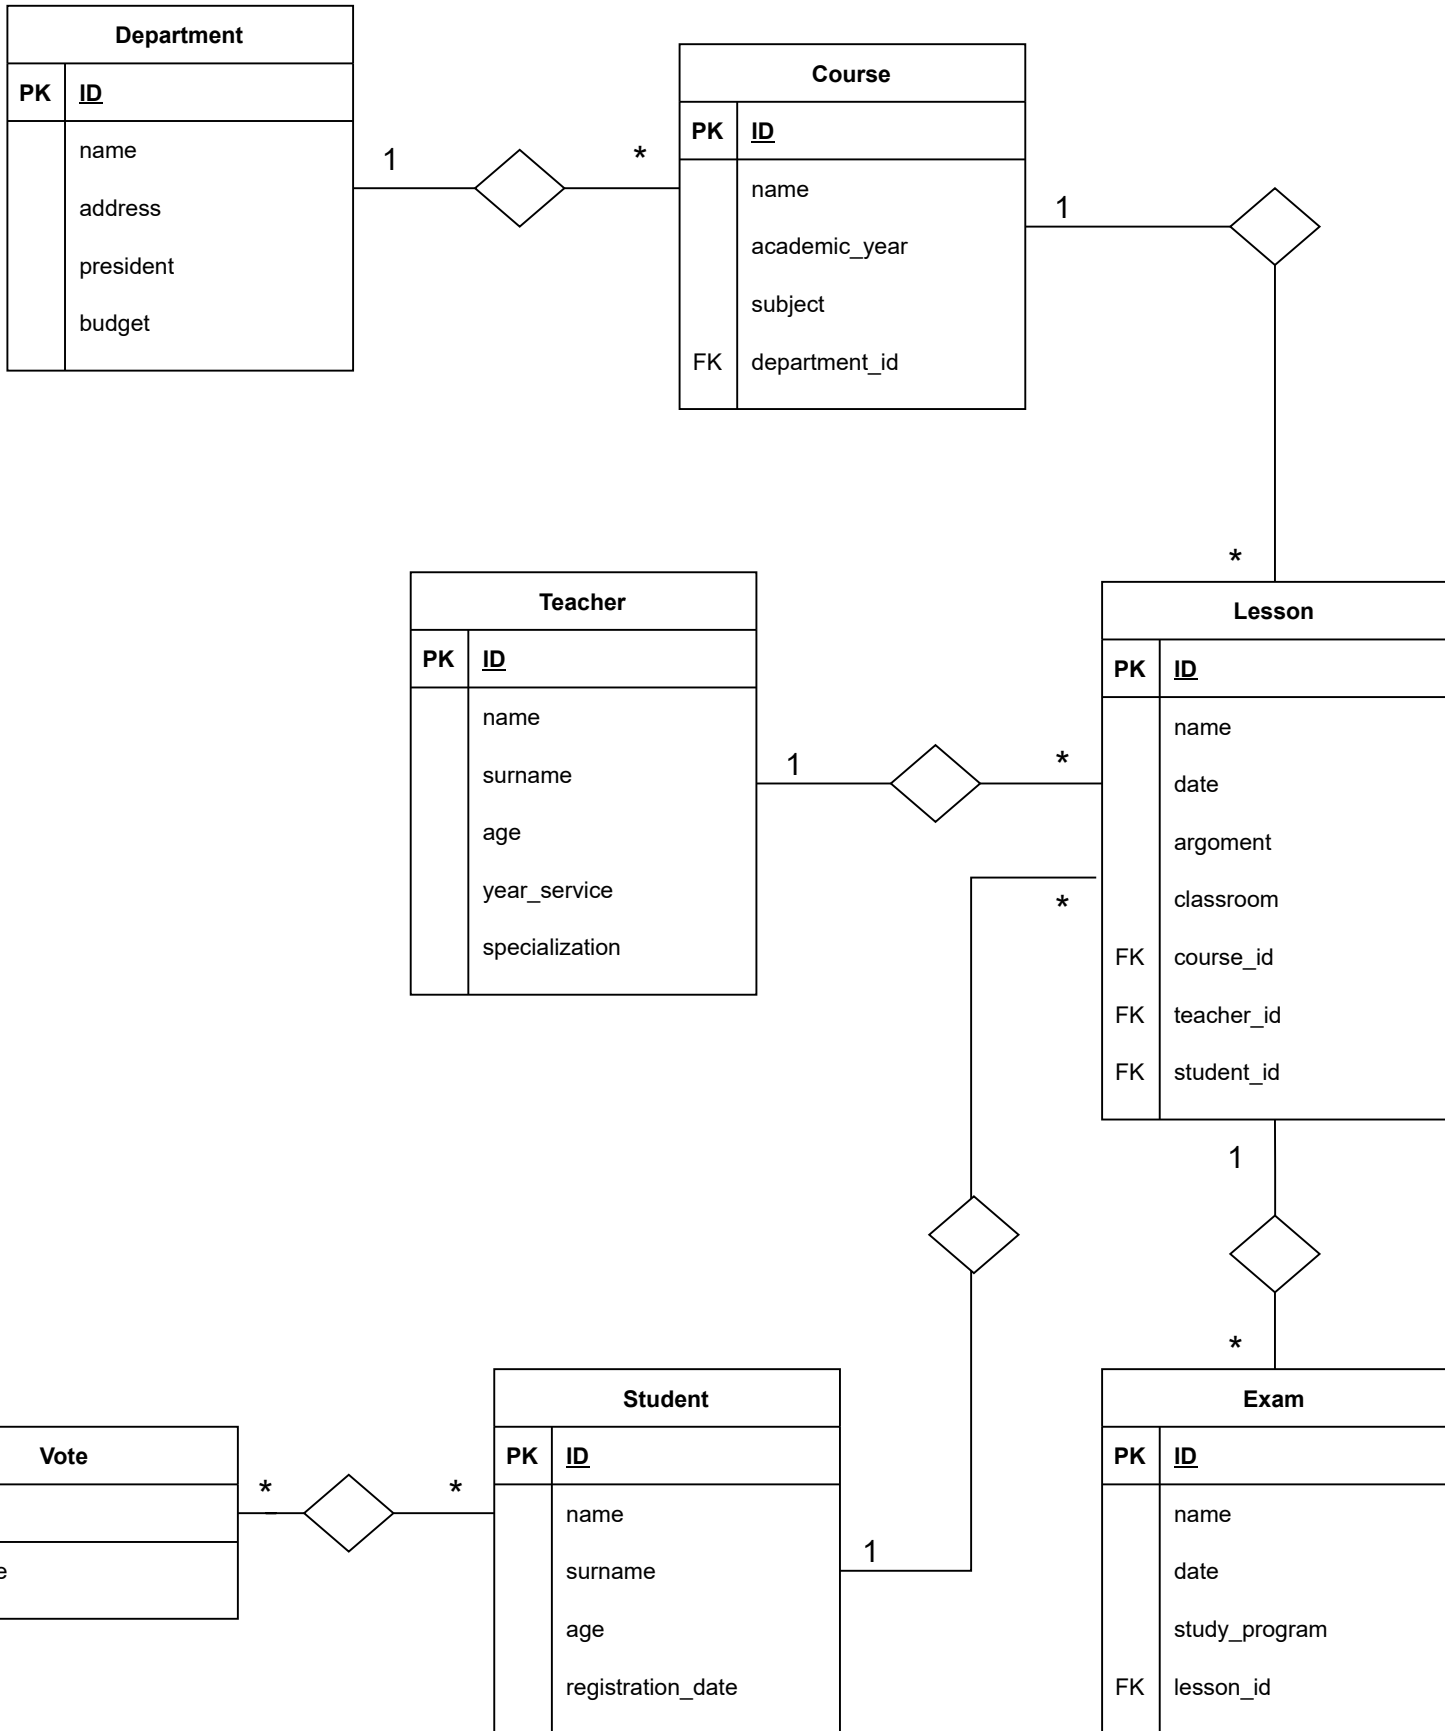 Department
PK ID
name
address
president
budget
1
*
Course
PK ID
name
academic_year
subject
FK department_id
1
*
Teacher
PK ID
name
surname
age
year_service
specialization
1
*
*
Lesson
PK ID
name
date
argoment
classroom
FK course_id
FK teacher_id
FK student_id
1
*
Vote
*
*
Student
PK ID
name
surname
age
registration_date
1
Exam
PK ID
name
date
study_program
FK lesson_id